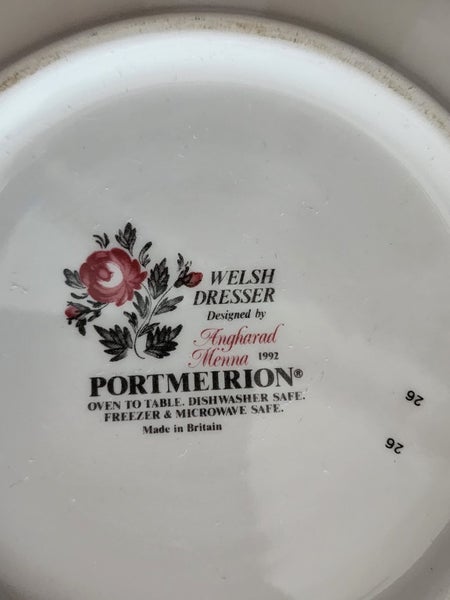 WELSH
DRESSER
Designed by
Angharad
Menna 1992
PORTMEIRION®
OVEN TO TABLE. DISHWASHER SAFE.
FREEZER & MICROWAVE SAFE.
Made in Britain
26
26